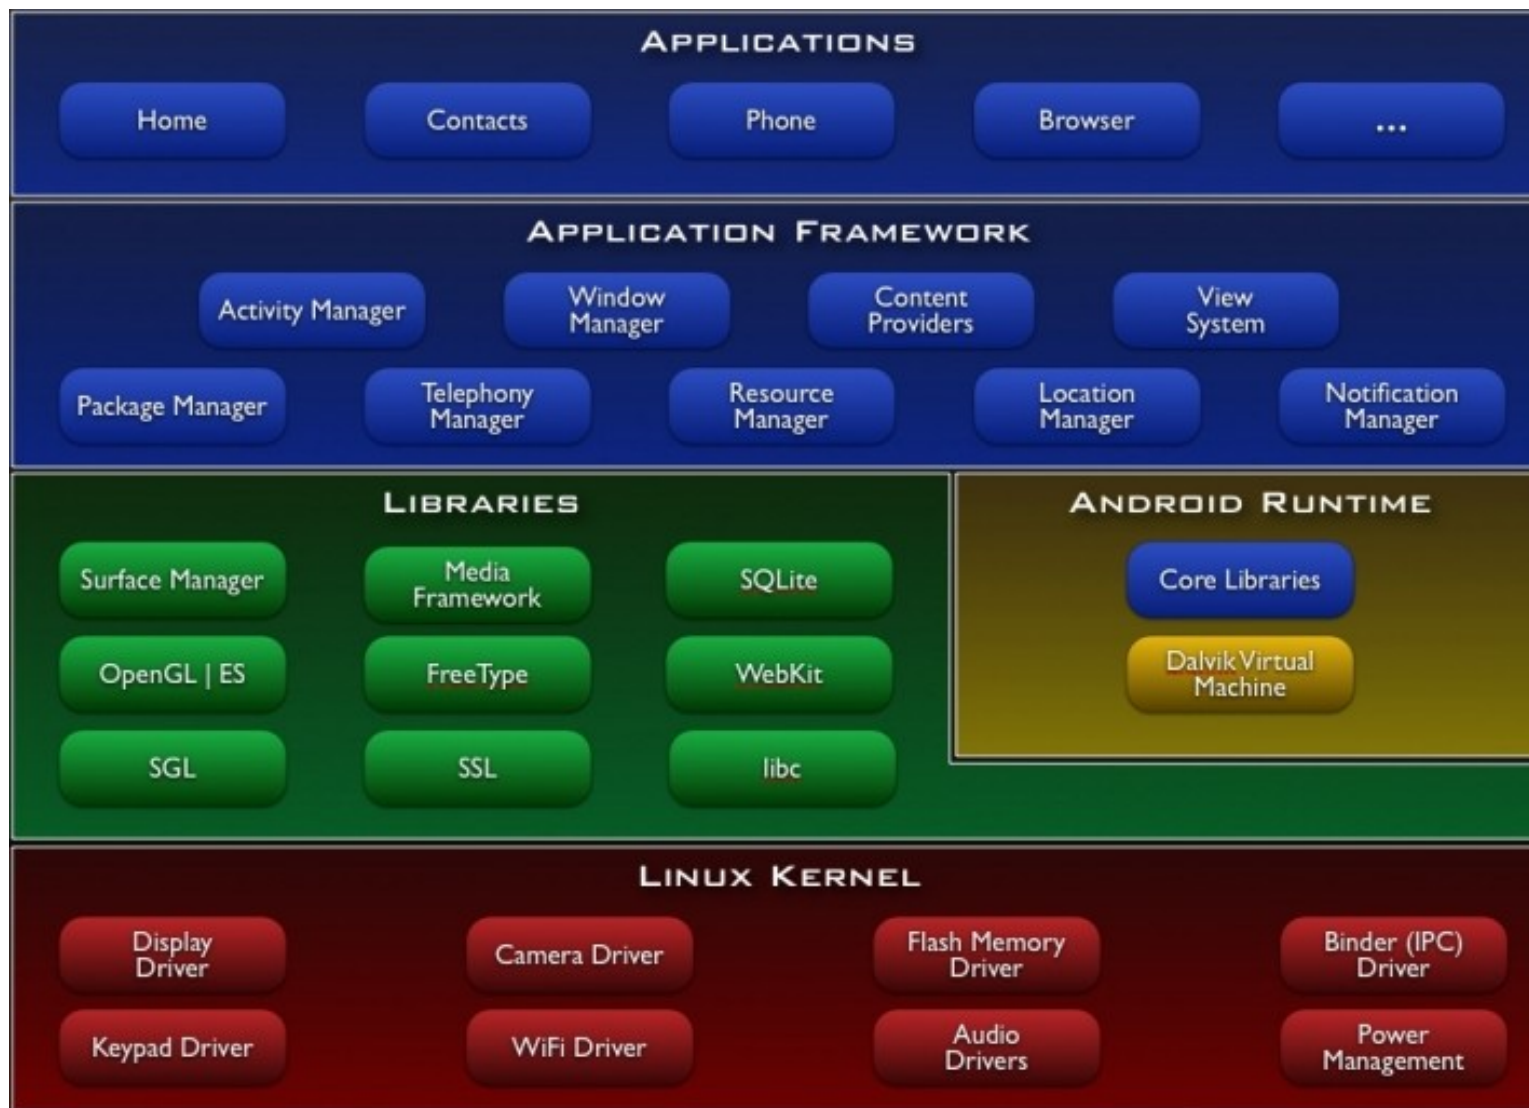 APPLICATIONS
Home
Contacts
Phone
Browser
...
APPLICATION FRAMEWORK
Activity Manager
Window
Manager
Content
Providers
View
System
Package Manager
Telephony
Manager
Resource
Manager
Location
Manager
Notification
Manager
LIBRARIES
Surface Manager
Media
Framework
SQLite
OpenGL | ES
FreeType
WebKit
SGL
SSL
libc
ANDROID RUNTIME
Core Libraries
Dalvik Virtual
Machine
LINUX KERNEL
Display
Driver
Camera Driver
Flash Memory
Driver
Binder (IPC)
Driver
Keypad Driver
WiFi Driver
Audio
Drivers
Power
Management